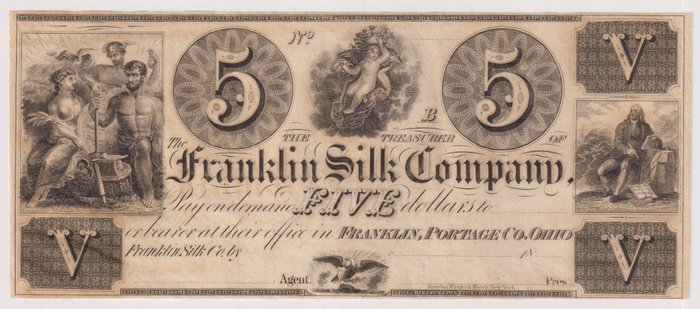 V
No
5
5
B
THE TREASURER OF
The
Franklin Silk Company.
Pay on demand FIVE dollars to
or bearer at their office in FRANKLIN, PORTAGE CO. OHIO
Franklin Silk Co. by
18
V
Agent.
Pres.
V